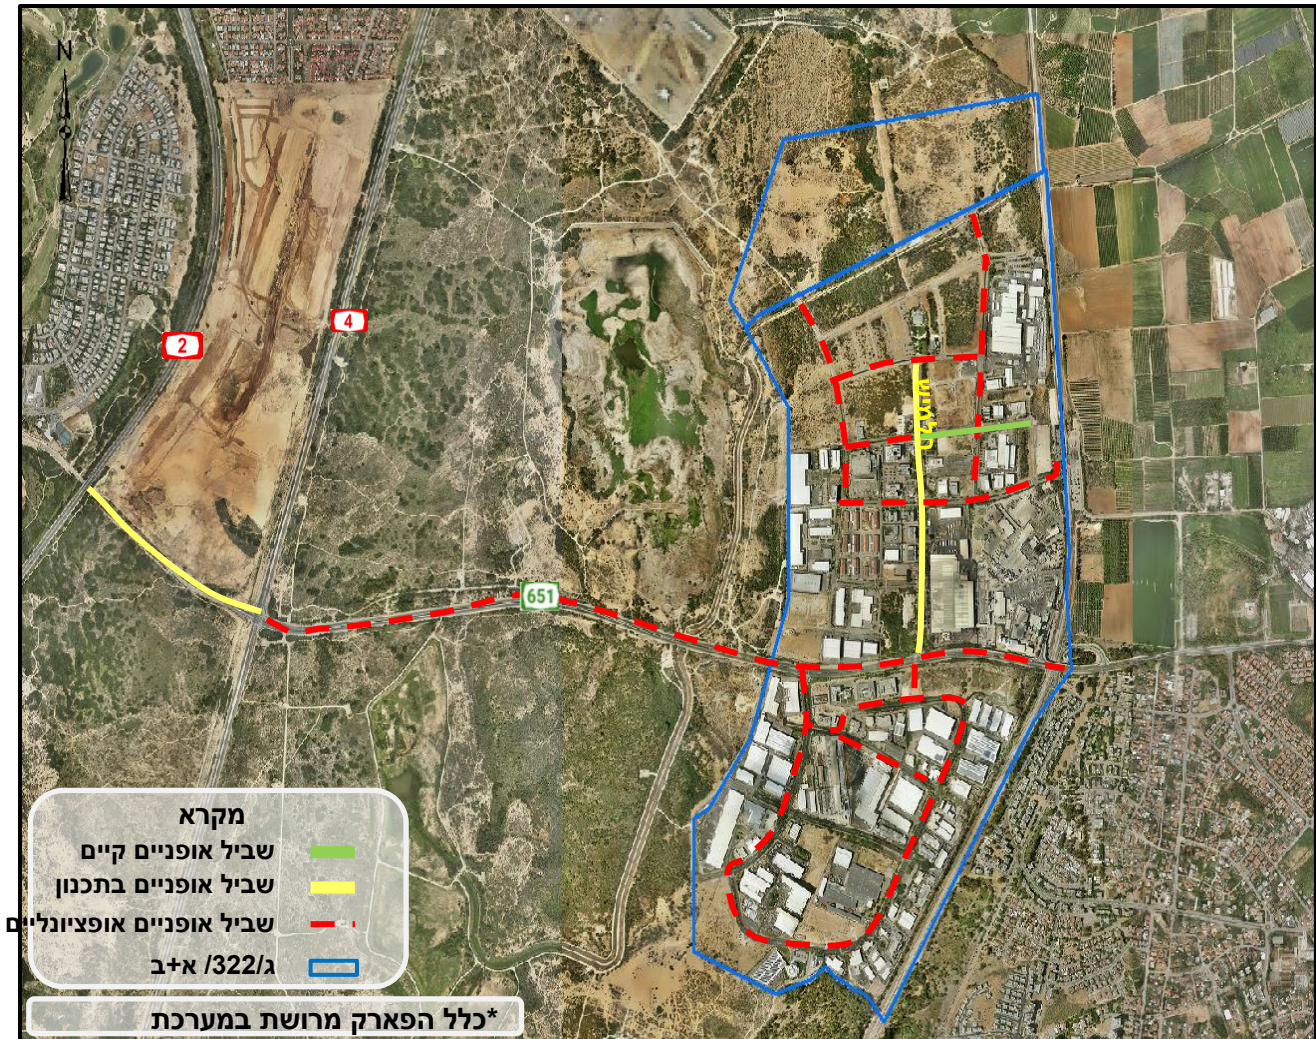 N
2
4
651
מקרא
שביל אופניים קיים
שביל אופניים בתכנון
שביל אופניים אופציונליים
ג/322/ א+ב
*כלל הפארק מרושת במערכת